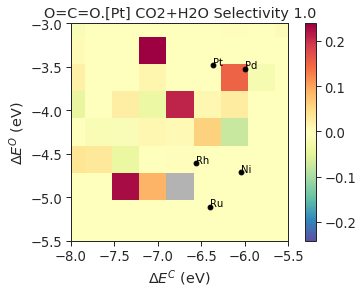 O=C=O.[Pt] CO2+H2O Selectivity 1.0
−3.0
−3.5
−4.0
−4.5
−5.0
−5.5
ΔE^O (eV)
Pt
Pd
Rh
Ni
Ru
−8.0 −7.5 −7.0 −6.5 −6.0 −5.5
ΔE^C (eV)
0.2
0.1
0.0
−0.1
−0.2